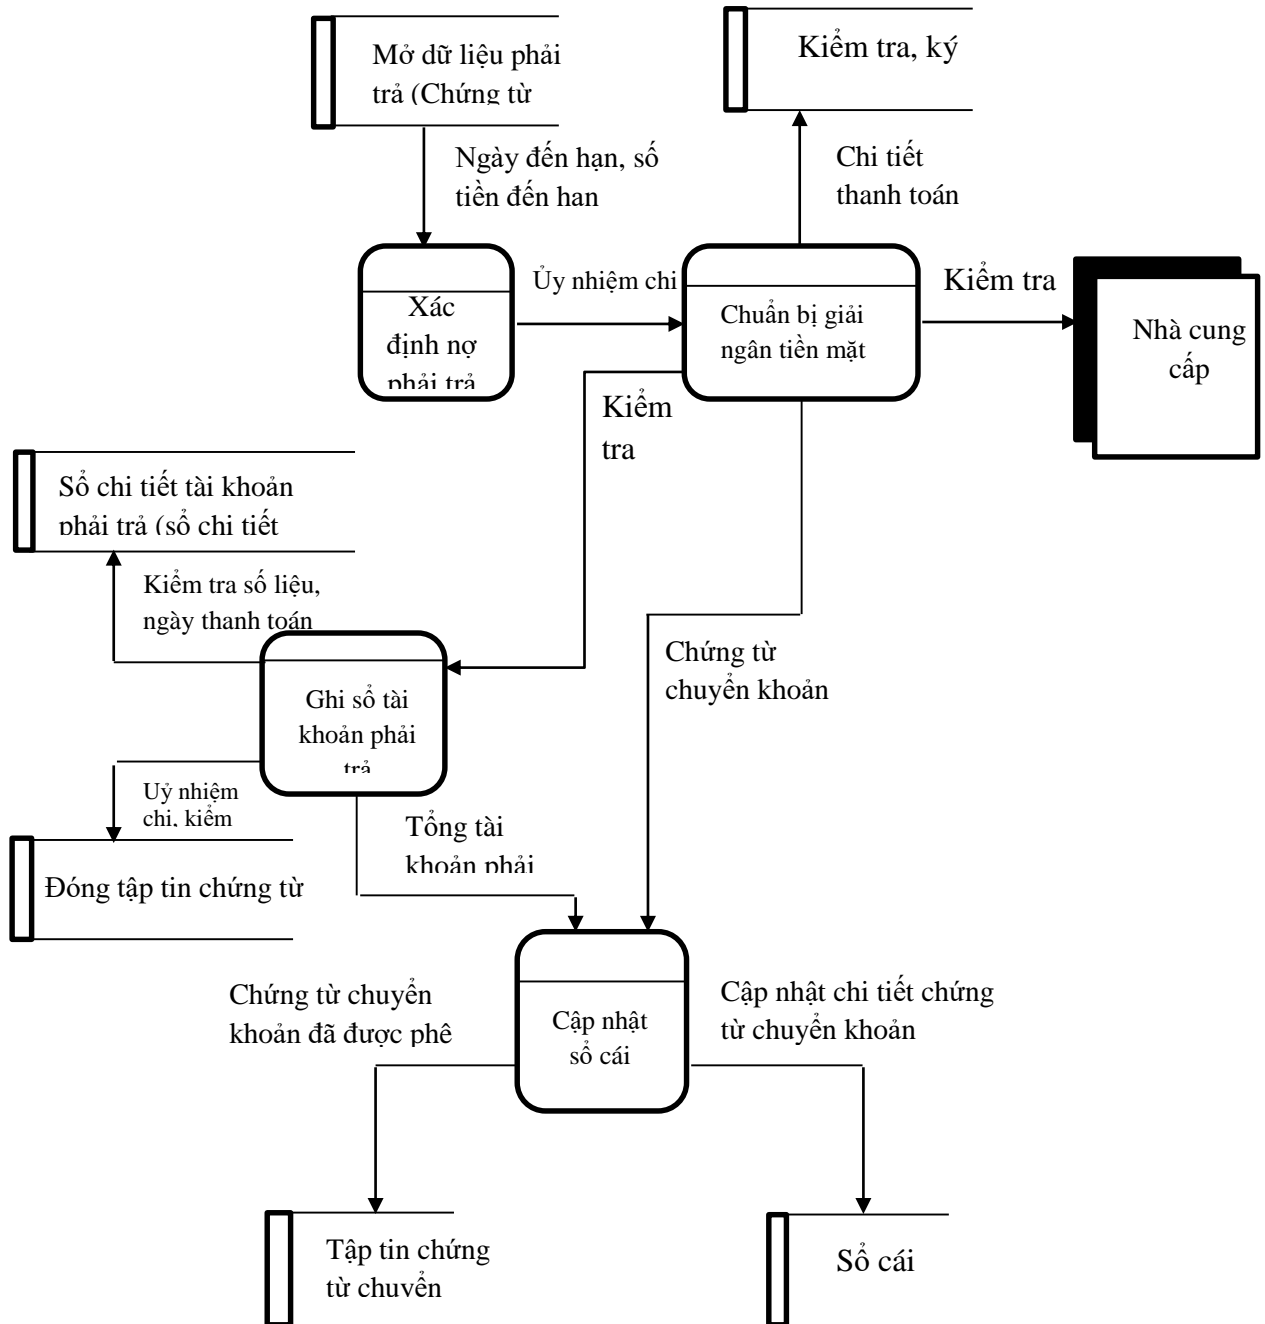 Mở dữ liệu phải
trả (Chứng từ
Kiểm tra, ký
Ngày đến hạn, số
tiền đến han
Chi tiết
thanh toán
Ủy nhiệm chi
Kiểm tra
Xác
định nợ
phải trả
Chuẩn bị giải
ngân tiền mặt
Nhà cung
cấp
Kiểm
tra
Sổ chi tiết tài khoản
phải trả (sổ chi tiết
Kiểm tra số liệu,
ngày thanh toán
Chứng từ
chuyển khoản
Ghi sổ tài
khoản phải
trả
Uỷ nhiệm
chi, kiểm
Tổng tài
khoản phải
Đóng tập tin chứng từ
Chứng từ chuyển
khoản đã được phê
Cập nhật
sổ cái
Cập nhật chi tiết chứng
từ chuyển khoản
Tập tin chứng
từ chuyển
Sổ cái